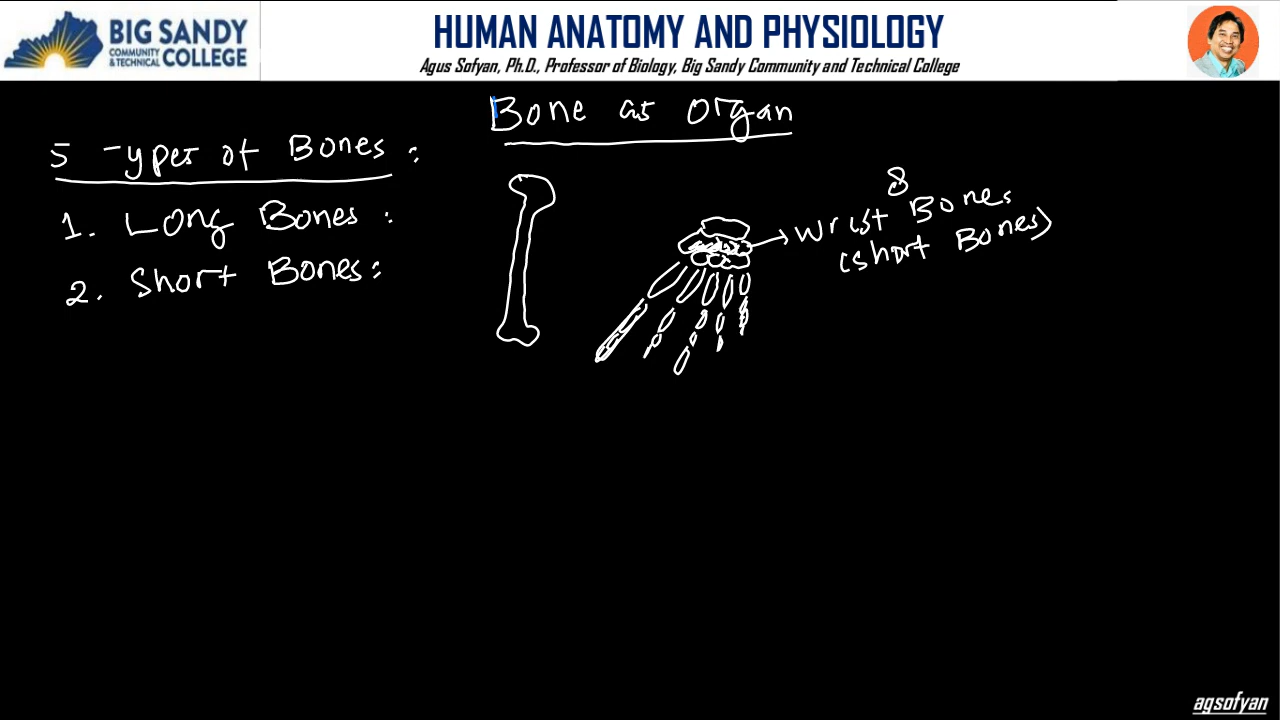 BIG SANDY
COMMUNITY
& TECHNICAL COLLEGE
HUMAN ANATOMY AND PHYSIOLOGY
Agus Sofyan, Ph.D., Professor of Biology, Big Sandy Community and Technical College
Bone as Organ
5 Types of Bones :
1. Long Bones :
2. Short Bones :
8
Wrist Bones
(Short Bones)
agsofyan